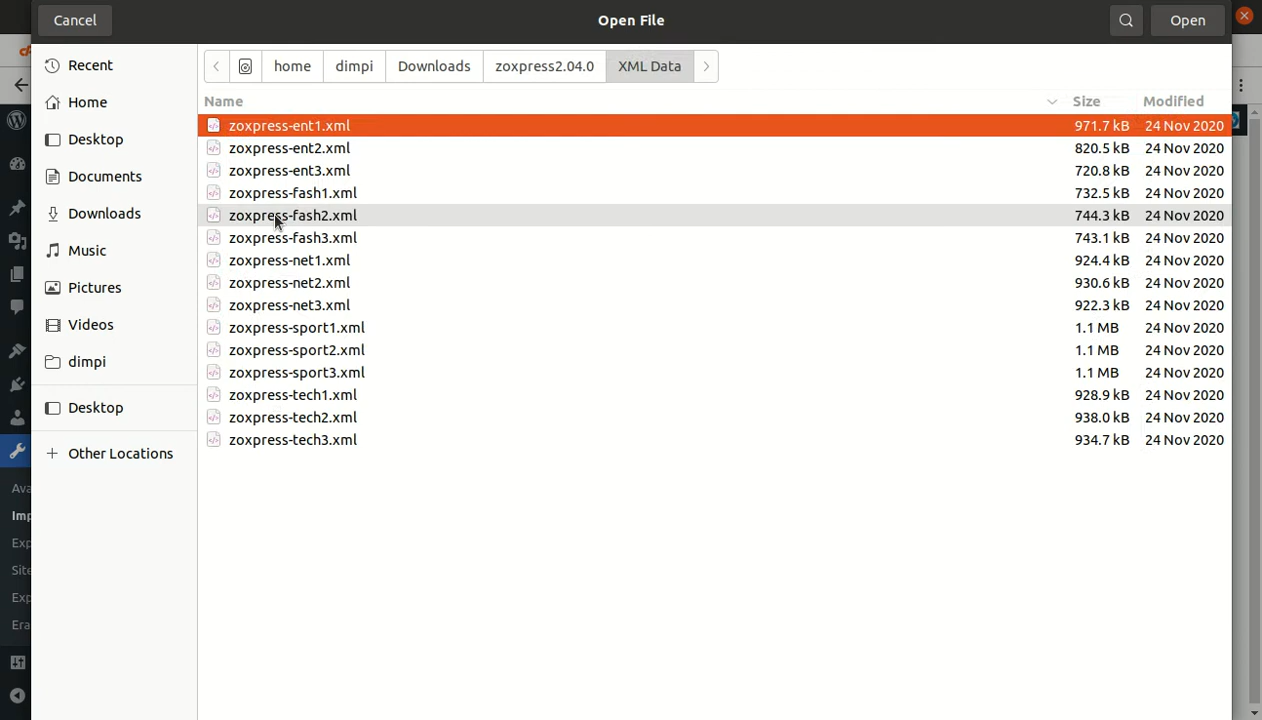 Cancel
Open File
Open
Recent
Home
Desktop
Documents
Downloads
Music
Pictures
Videos
dimpi
Desktop
+ Other Locations
home
dimpi
Downloads
zoxpress2.04.0
XML Data
Name Size Modified
zoxpress-ent1.xml 971.7 kB 24 Nov 2020
zoxpress-ent2.xml 820.5 kB 24 Nov 2020
zoxpress-ent3.xml 720.8 kB 24 Nov 2020
zoxpress-fash1.xml 732.5 kB 24 Nov 2020
zoxpress-fash2.xml 744.3 kB 24 Nov 2020
zoxpress-fash3.xml 743.1 kB 24 Nov 2020
zoxpress-net1.xml 924.4 kB 24 Nov 2020
zoxpress-net2.xml 930.6 kB 24 Nov 2020
zoxpress-net3.xml 922.3 kB 24 Nov 2020
zoxpress-sport1.xml 1.1 MB 24 Nov 2020
zoxpress-sport2.xml 1.1 MB 24 Nov 2020
zoxpress-sport3.xml 1.1 MB 24 Nov 2020
zoxpress-tech1.xml 928.9 kB 24 Nov 2020
zoxpress-tech2.xml 938.0 kB 24 Nov 2020
zoxpress-tech3.xml 934.7 kB 24 Nov 2020
Ava
Imp
Exp
Site
Exp
Era